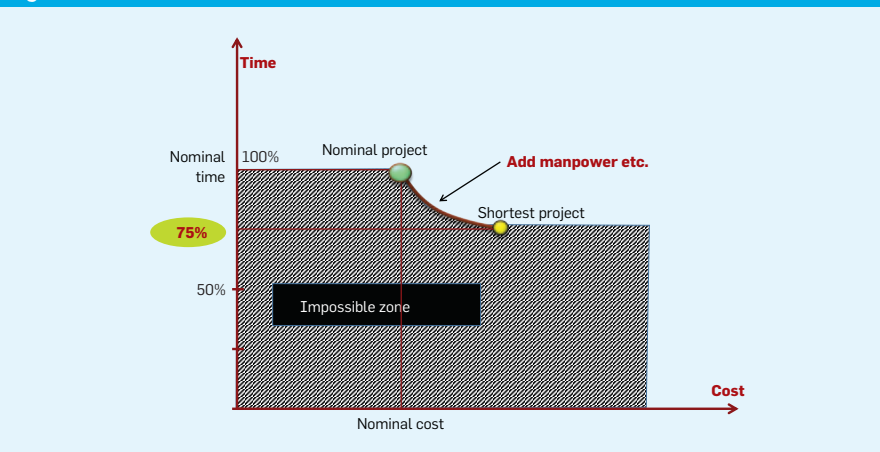 Time
Nominal project
Nominal
time
100%
Add manpower etc.
Shortest project
75%
50%
Impossible zone
Cost
Nominal cost